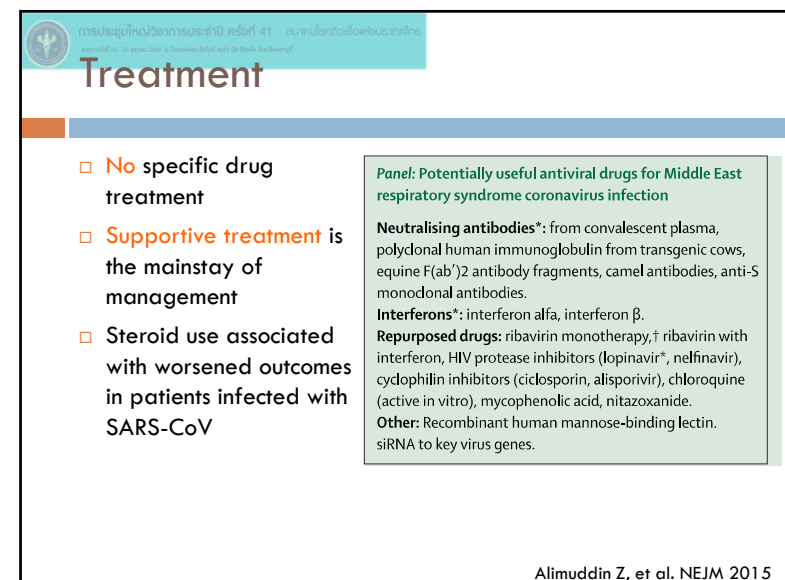 การประชุมใหญ่วิชาการประจำปี ครั้งที่ 41 สมาคมโรคติดเชื้อแห่งประเทศไทย
Treatment
□ No specific drug
treatment
□ Supportive treatment is
the mainstay of
management
□ Steroid use associated
with worsened outcomes
in patients infected with
SARS-CoV
Panel: Potentially useful antiviral drugs for Middle East
respiratory syndrome coronavirus infection
Neutralising antibodies*: from convalescent plasma,
polyclonal human immunoglobulin from transgenic cows,
equine F(ab′)2 antibody fragments, camel antibodies, anti-S
monoclonal antibodies.
Interferons*: interferon alfa, interferon β.
Repurposed drugs: ribavirin monotherapy,† ribavirin with
interferon, HIV protease inhibitors (lopinavir*, nelfinavir),
cyclophilin inhibitors (ciclosporin, alisporivir), chloroquine
(active in vitro), mycophenolic acid, nitazoxanide.
Other: Recombinant human mannose-binding lectin.
siRNA to key virus genes.
Alimuddin Z, et al. NEJM 2015